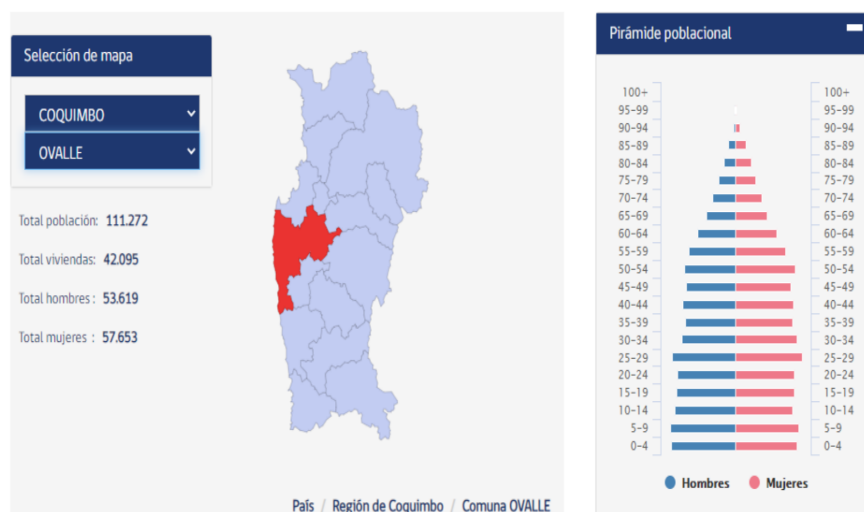 Selección de mapa
COQUIMBO
OVALLE
Total población: 111.272
Total viviendas: 42.095
Total hombres : 53.619
Total mujeres : 57.653
País / Región de Coquimbo / Comuna OVALLE
Pirámide poblacional
100+ 100+
95-99 95-99
90-94 90-94
85-89 85-89
80-84 80-84
75-79 75-79
70-74 70-74
65-69 65-69
60-64 60-64
55-59 55-59
50-54 50-54
45-49 45-49
40-44 40-44
35-39 35-39
30-34 30-34
25-29 25-29
20-24 20-24
15-19 15-19
10-14 10-14
5-9 5-9
0-4 0-4
Hombres Mujeres